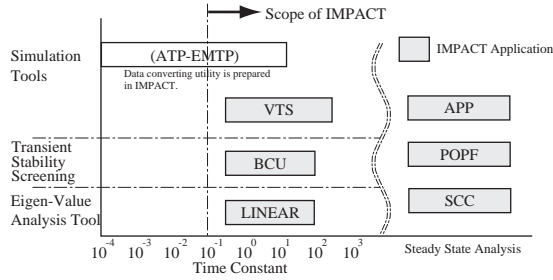 Scope of IMPACT
Simulation
Tools
(ATP-EMTP)
Data converting utility is prepared
in IMPACT.
IMPACT Application
VTS
APP
Transient
Stability
Screening
BCU
POPF
Eigen-Value
Analysis Tool
LINEAR
SCC
10^-4 10^-3 10^-2 10^-1 10^0 10^1 10^2 10^3
Steady State Analysis
Time Constant